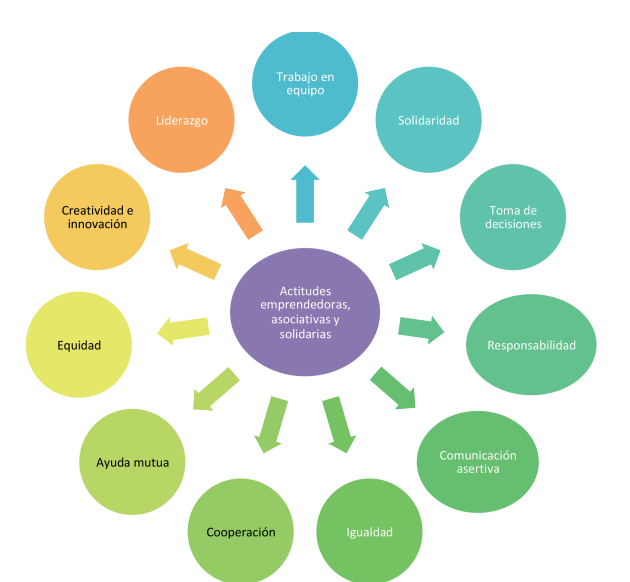 Trabajo en
equipo
Solidaridad
Toma de
decisiones
Responsabilidad
Comunicación
asertiva
Igualdad
Cooperación
Ayuda mutua
Equidad
Creatividad e
innovación
Liderazgo
Actitudes
emprendedoras,
asociativas y
solidarias